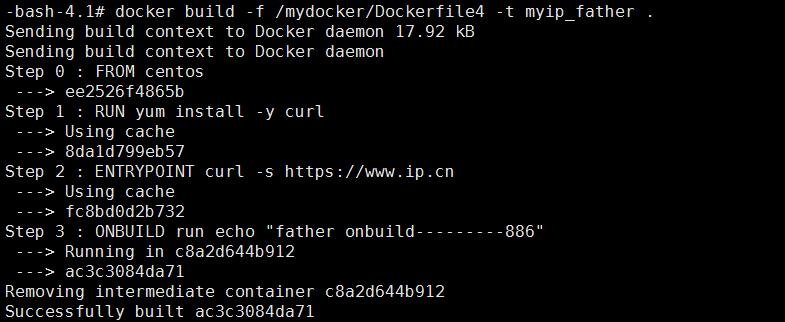 -bash-4.1# docker build -f /mydocker/Dockerfile4 -t myip_father .
Sending build context to Docker daemon 17.92 kB
Sending build context to Docker daemon
Step 0 : FROM centos
 ---> ee2526f4865b
Step 1 : RUN yum install -y curl
 ---> Using cache
 ---> 8da1d799eb57
Step 2 : ENTRYPOINT curl -s https://www.ip.cn
 ---> Using cache
 ---> fc8bd0d2b732
Step 3 : ONBUILD run echo "father onbuild---------886"
 ---> Running in c8a2d644b912
 ---> ac3c3084da71
Removing intermediate container c8a2d644b912
Successfully built ac3c3084da71